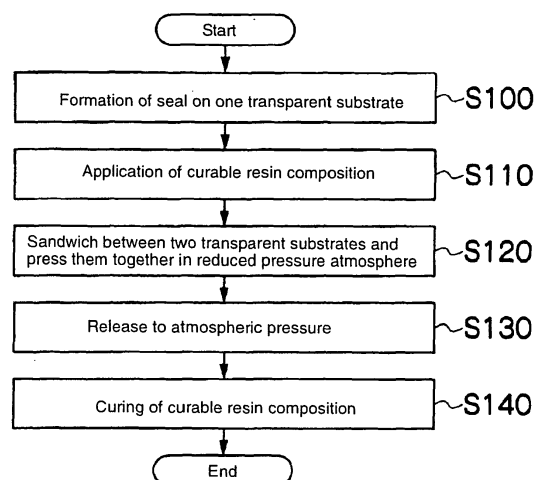 Start
Formation of seal on one transparent substrate
S100
Application of curable resin composition
S110
Sandwich between two transparent substrates and
press them together in reduced pressure atmosphere
S120
Release to atmospheric pressure
S130
Curing of curable resin composition
S140
End